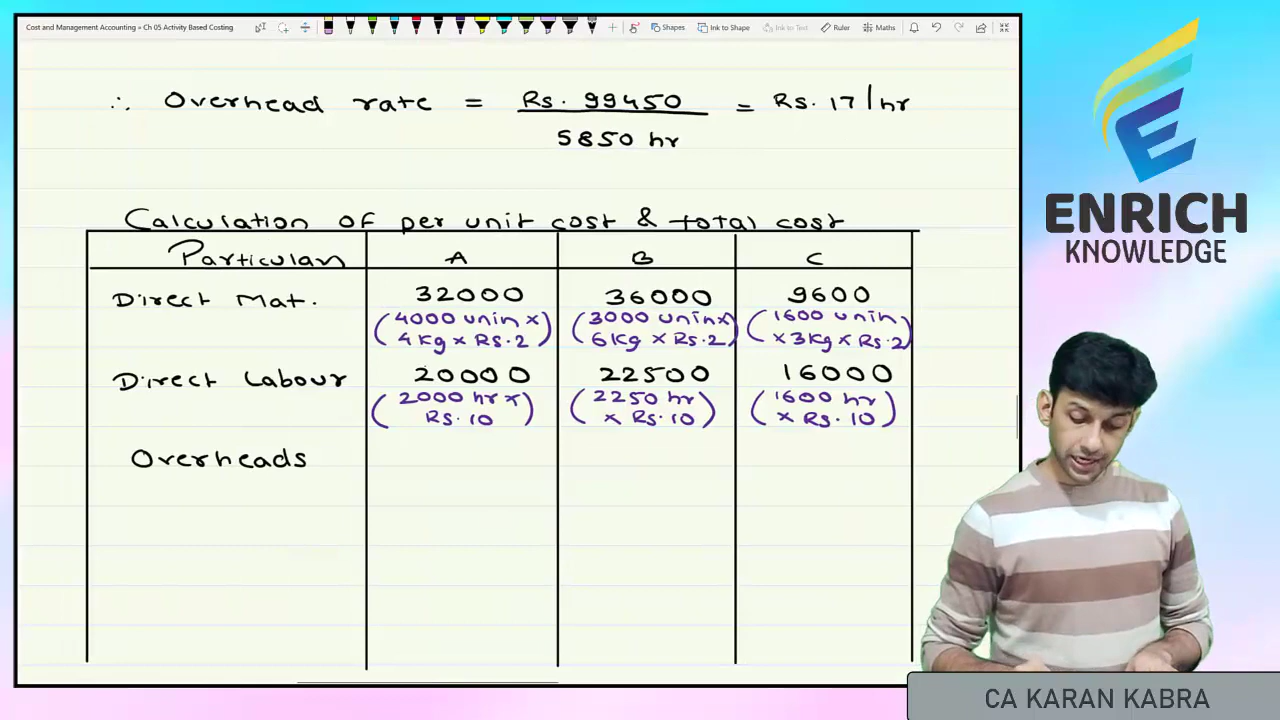 Cost and Management Accounting » Ch 05 Activity Based Costing
Shapes
Ink to Shape
Ink to Text
Ruler
Maths
∴ Overhead rate = Rs. 99450 = Rs. 17/hr
5850 hr
Calculation of per unit cost & total cost
Particulars A B C
Direct Mat. 32000 36000 9600
(4000 units × (3000 units × (1600 units
4 Kg × Rs. 2) 6 Kg × Rs. 2) × 3 Kg × Rs. 2)
Direct Labour 20000 22500 16000
(2000 hr × (2250 hr (1600 hr
Rs. 10) × Rs. 10) × Rs. 10)
Overheads
ENRICH
KNOWLEDGE
CA KARAN KABRA